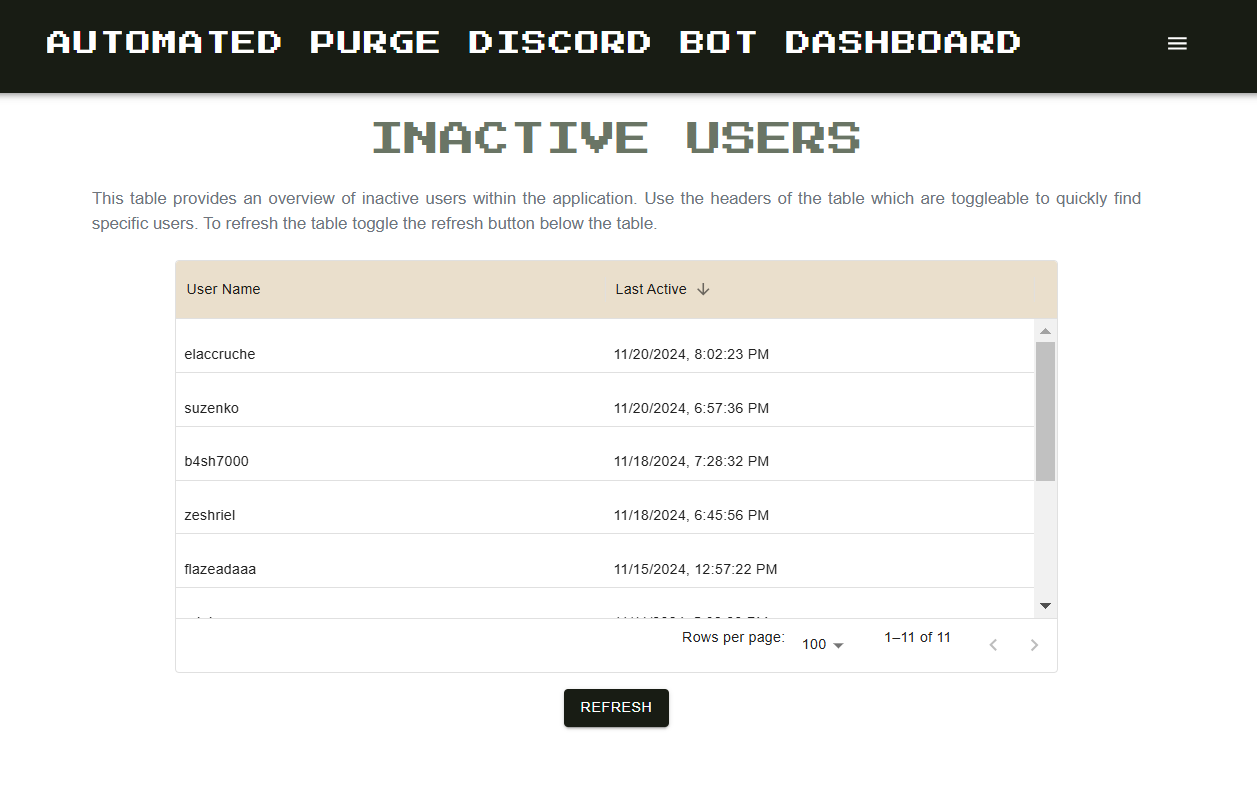 AUTOMATED PURGE DISCORD BOT DASHBOARD
INACTIVE USERS
This table provides an overview of inactive users within the application. Use the headers of the table which are toggleable to quickly find
specific users. To refresh the table toggle the refresh button below the table.
User Name Last Active
elaccruche 11/20/2024, 8:02:23 PM
suzenko 11/20/2024, 6:57:36 PM
b4sh7000 11/18/2024, 7:28:32 PM
zeshriel 11/18/2024, 6:45:56 PM
flazeadaaa 11/15/2024, 12:57:22 PM
Rows per page: 100 1–11 of 11
REFRESH